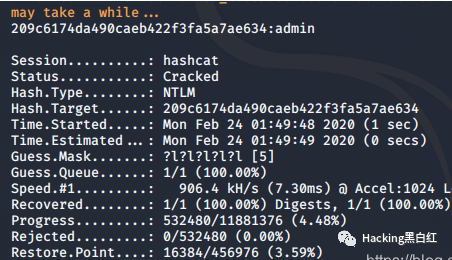 may take a while...
209c6174da490caeb422f3fa5a7ae634:admin
Session..........: hashcat
Status...........: Cracked
Hash.Type........: NTLM
Hash.Target......: 209c6174da490caeb422f3fa5a7ae634
Time.Started.....: Mon Feb 24 01:49:48 2020 (1 sec)
Time.Estimated...: Mon Feb 24 01:49:49 2020 (0 secs)
Guess.Mask.......: ?l?l?l?l?l [5]
Guess.Queue......: 1/1 (100.00%)
Speed.#1.........:   906.4 kH/s (7.30ms) @ Accel:1024 L
Recovered........: 1/1 (100.00%) Digests, 1/1 (100.00%)
Progress.........: 532480/11881376 (4.48%)
Rejected.........: 0/532480 (0.00%)
Restore.Point....: 16384/456976 (3.59%)
Hacking黑白红
https://blog.